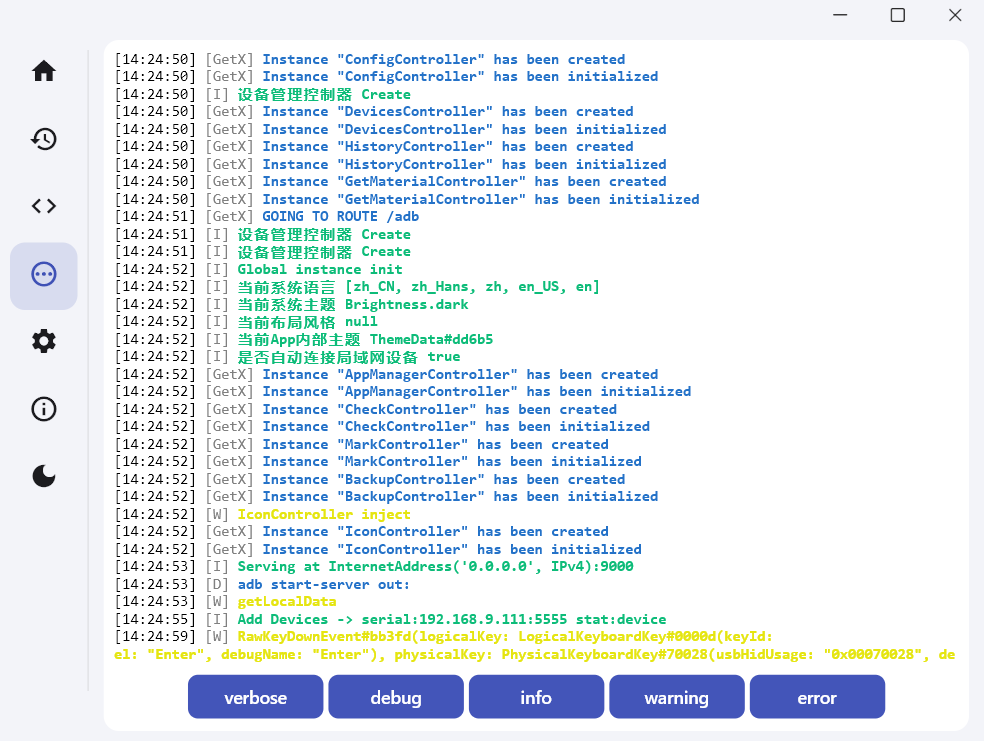 [14:24:50] [GetX] Instance "ConfigController" has been created
[14:24:50] [GetX] Instance "ConfigController" has been initialized
[14:24:50] [I] 设备管理控制器 Create
[14:24:50] [GetX] Instance "DevicesController" has been created
[14:24:50] [GetX] Instance "DevicesController" has been initialized
[14:24:50] [GetX] Instance "HistoryController" has been created
[14:24:50] [GetX] Instance "HistoryController" has been initialized
[14:24:50] [GetX] Instance "GetMaterialController" has been created
[14:24:50] [GetX] Instance "GetMaterialController" has been initialized
[14:24:51] [GetX] GOING TO ROUTE /adb
[14:24:51] [I] 设备管理控制器 Create
[14:24:51] [I] 设备管理控制器 Create
[14:24:52] [I] Global instance init
[14:24:52] [I] 当前系统语言 [zh_CN, zh_Hans, zh, en_US, en]
[14:24:52] [I] 当前系统主题 Brightness.dark
[14:24:52] [I] 当前布局风格 null
[14:24:52] [I] 当前App内部主题 ThemeData#dd6b5
[14:24:52] [I] 是否自动连接局域网设备 true
[14:24:52] [GetX] Instance "AppManagerController" has been created
[14:24:52] [GetX] Instance "AppManagerController" has been initialized
[14:24:52] [GetX] Instance "CheckController" has been created
[14:24:52] [GetX] Instance "CheckController" has been initialized
[14:24:52] [GetX] Instance "MarkController" has been created
[14:24:52] [GetX] Instance "MarkController" has been initialized
[14:24:52] [GetX] Instance "BackupController" has been created
[14:24:52] [GetX] Instance "BackupController" has been initialized
[14:24:52] [W] IconController inject
[14:24:52] [GetX] Instance "IconController" has been created
[14:24:52] [GetX] Instance "IconController" has been initialized
[14:24:53] [I] Serving at InternetAddress('0.0.0.0', IPv4):9000
[14:24:53] [D] adb start-server out:
[14:24:53] [W] getLocalData
[14:24:55] [I] Add Devices -> serial:192.168.9.111:5555 stat:device
[14:24:59] [W] RawKeyDownEvent#bb3fd(logicalKey: LogicalKeyboardKey#0000d(keyId:
el: "Enter", debugName: "Enter"), physicalKey: PhysicalKeyboardKey#70028(usbHidUsage: "0x00070028", de
verbose debug info warning error